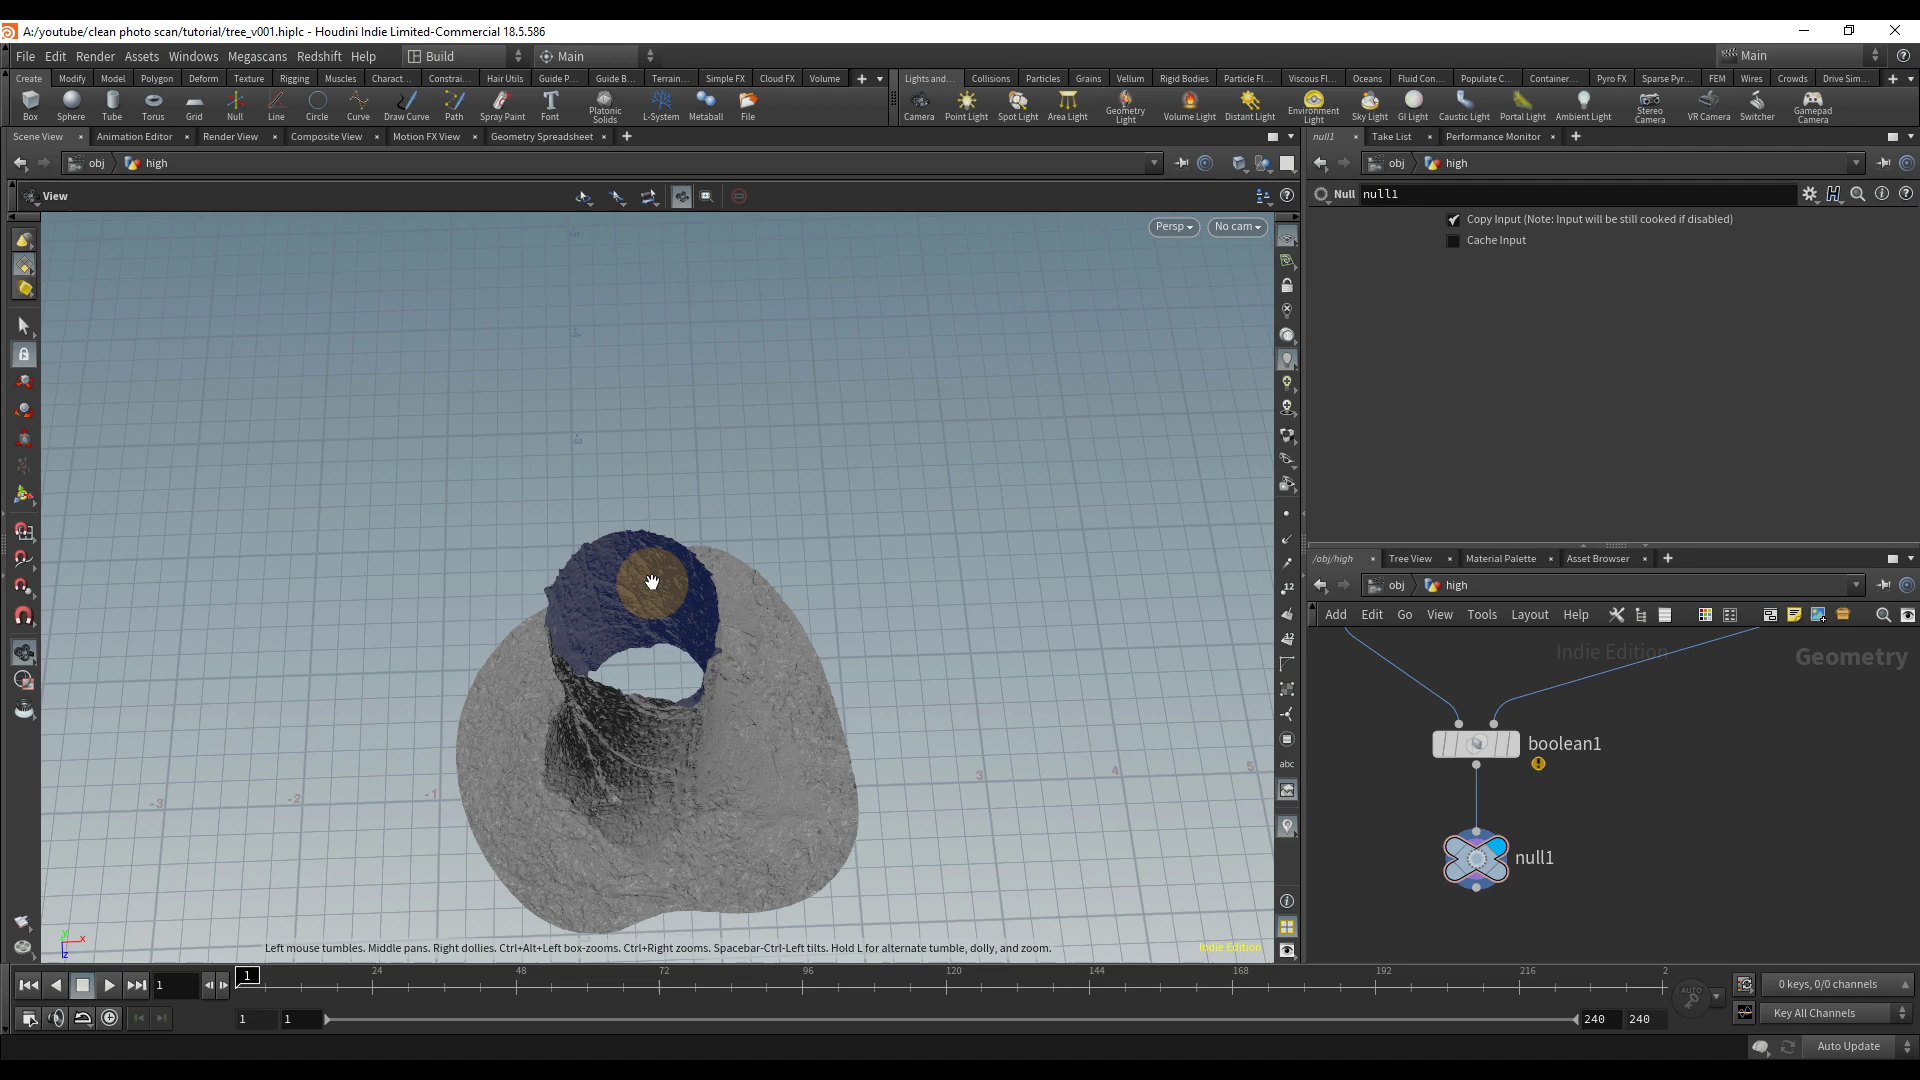 A:/youtube/clean photo scan/tutorial/tree_v001.hiplc - Houdini Indie Limited-Commercial 18.5.586
File Edit Render Assets Windows Megascans Redshift Help Build Main Main
Create Modify Model Polygon Deform Texture Rigging Muscles Charact... Constrai... Hair Utils Guide P... Guide B... Terrain... Simple FX Cloud FX Volume
Lights and... Collisions Particles Grains Vellum Rigid Bodies Particle Fl... Viscous Fl... Oceans Fluid Con... Populate C... Container... Pyro FX Sparse Pyr... FEM Wires Crowds Drive Sim...
Box Sphere Tube Torus Grid Null Line Circle Curve Draw Curve Path Spray Paint Font Platonic Solids L-System Metaball File
Camera Point Light Spot Light Area Light Geometry Light Volume Light Distant Light Environment Light Sky Light GI Light Caustic Light Portal Light Ambient Light Stereo Camera VR Camera Switcher Gamepad Camera
Scene View Animation Editor Render View Composite View Motion FX View Geometry Spreadsheet
null1 Take List Performance Monitor
obj high
obj high
View
Null null1
Copy Input (Note: Input will be still cooked if disabled)
Cache Input
Persp No cam
-3 -2 -1 3 4 5
Left mouse tumbles. Middle pans. Right dollies. Ctrl+Alt+Left box-zooms. Ctrl+Right zooms. Spacebar-Ctrl-Left tilts. Hold L for alternate tumble, dolly, and zoom.
Indie Edition
12
12
abc
/obj/high Tree View Material Palette Asset Browser
obj high
Add Edit Go View Tools Layout Help
Indie Edition
Geometry
boolean1
null1
x
y
z
1
1 24 48 72 96 120 144 168 192 216 2
1 1 240 240
AUTO
0 keys, 0/0 channels
Key All Channels
Auto Update